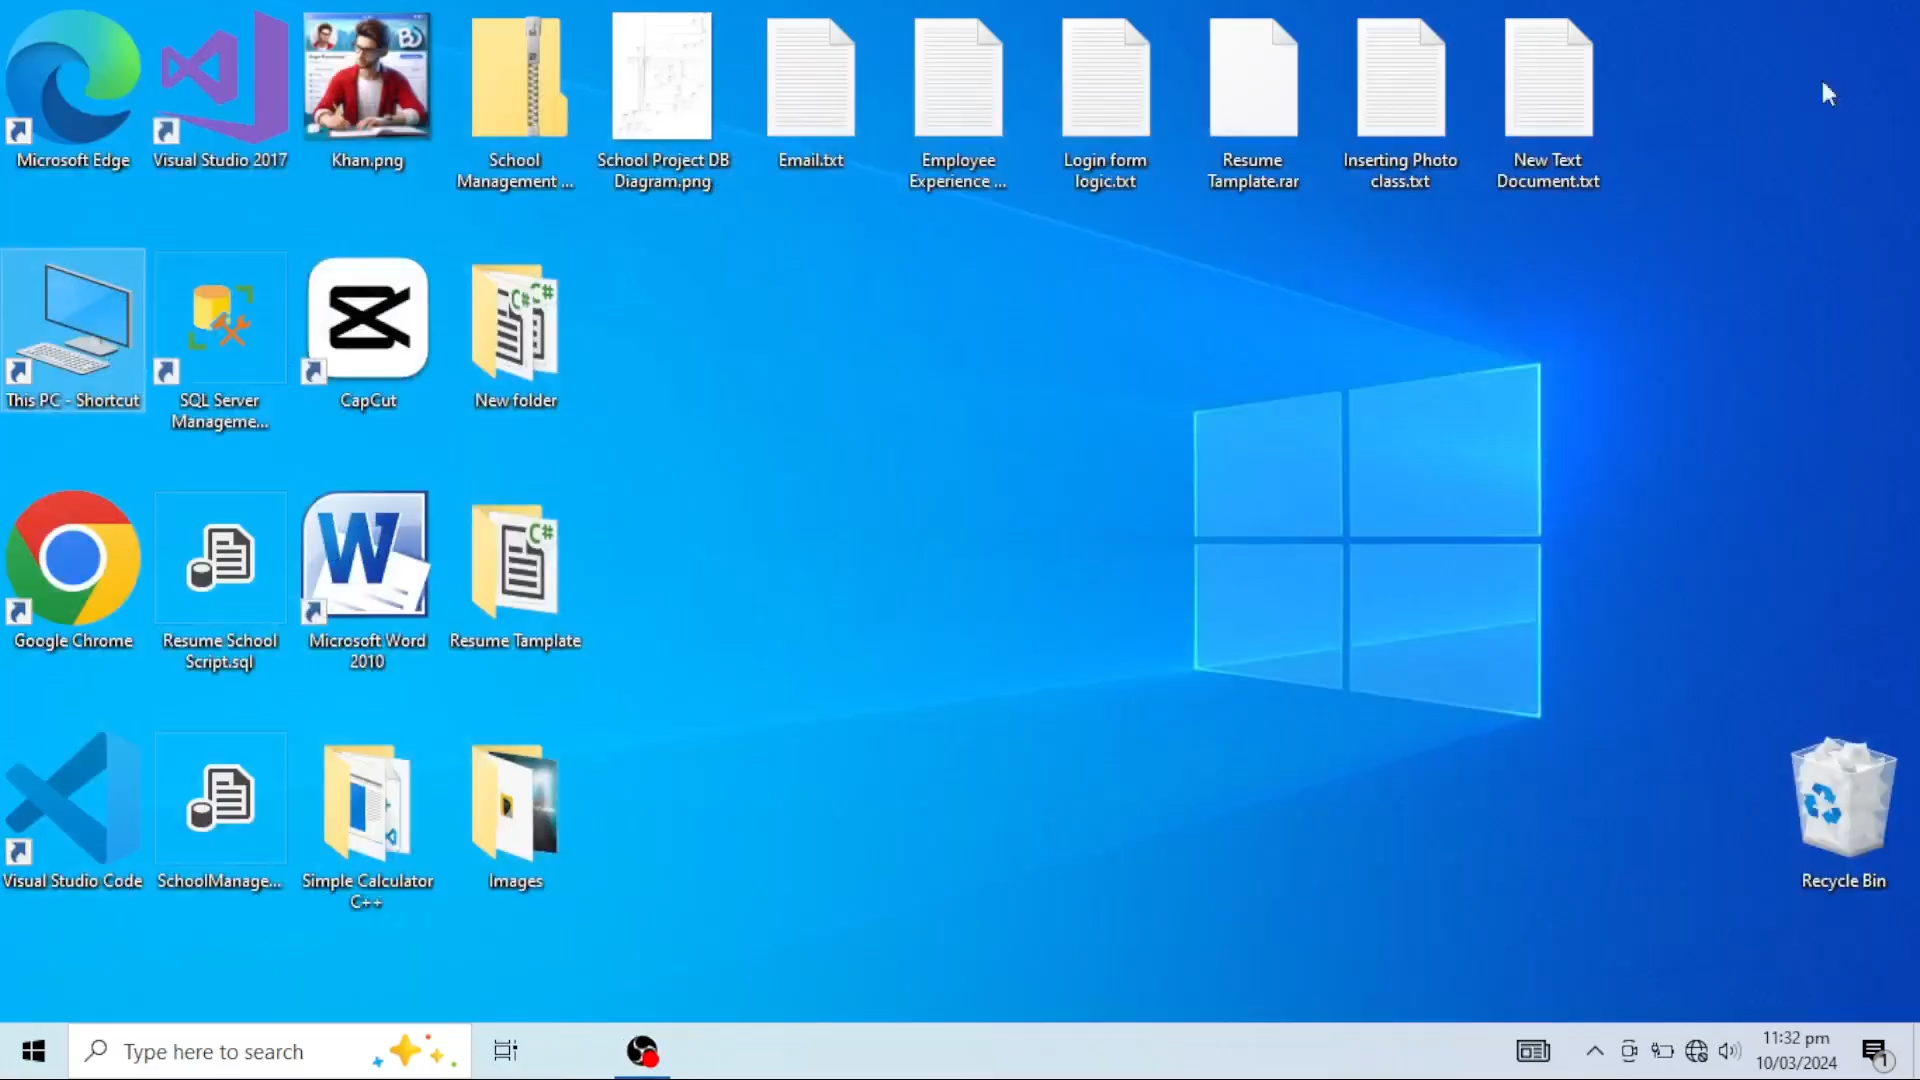 Microsoft Edge
Visual Studio 2017
Khan.png
School
Management ...
School Project DB
Diagram.png
Email.txt
Employee
Experience ...
Login form
logic.txt
Resume
Tamplate.rar
Inserting Photo
class.txt
New Text
Document.txt
This PC - Shortcut
SQL Server
Manageme...
CapCut
C# C#
New folder
Google Chrome
Resume School
Script.sql
W
Microsoft Word
2010
C#
Resume Tamplate
Visual Studio Code
SchoolManage...
Simple Calculator
C++
Images
Recycle Bin
Type here to search
11:32 pm
10/03/2024
1